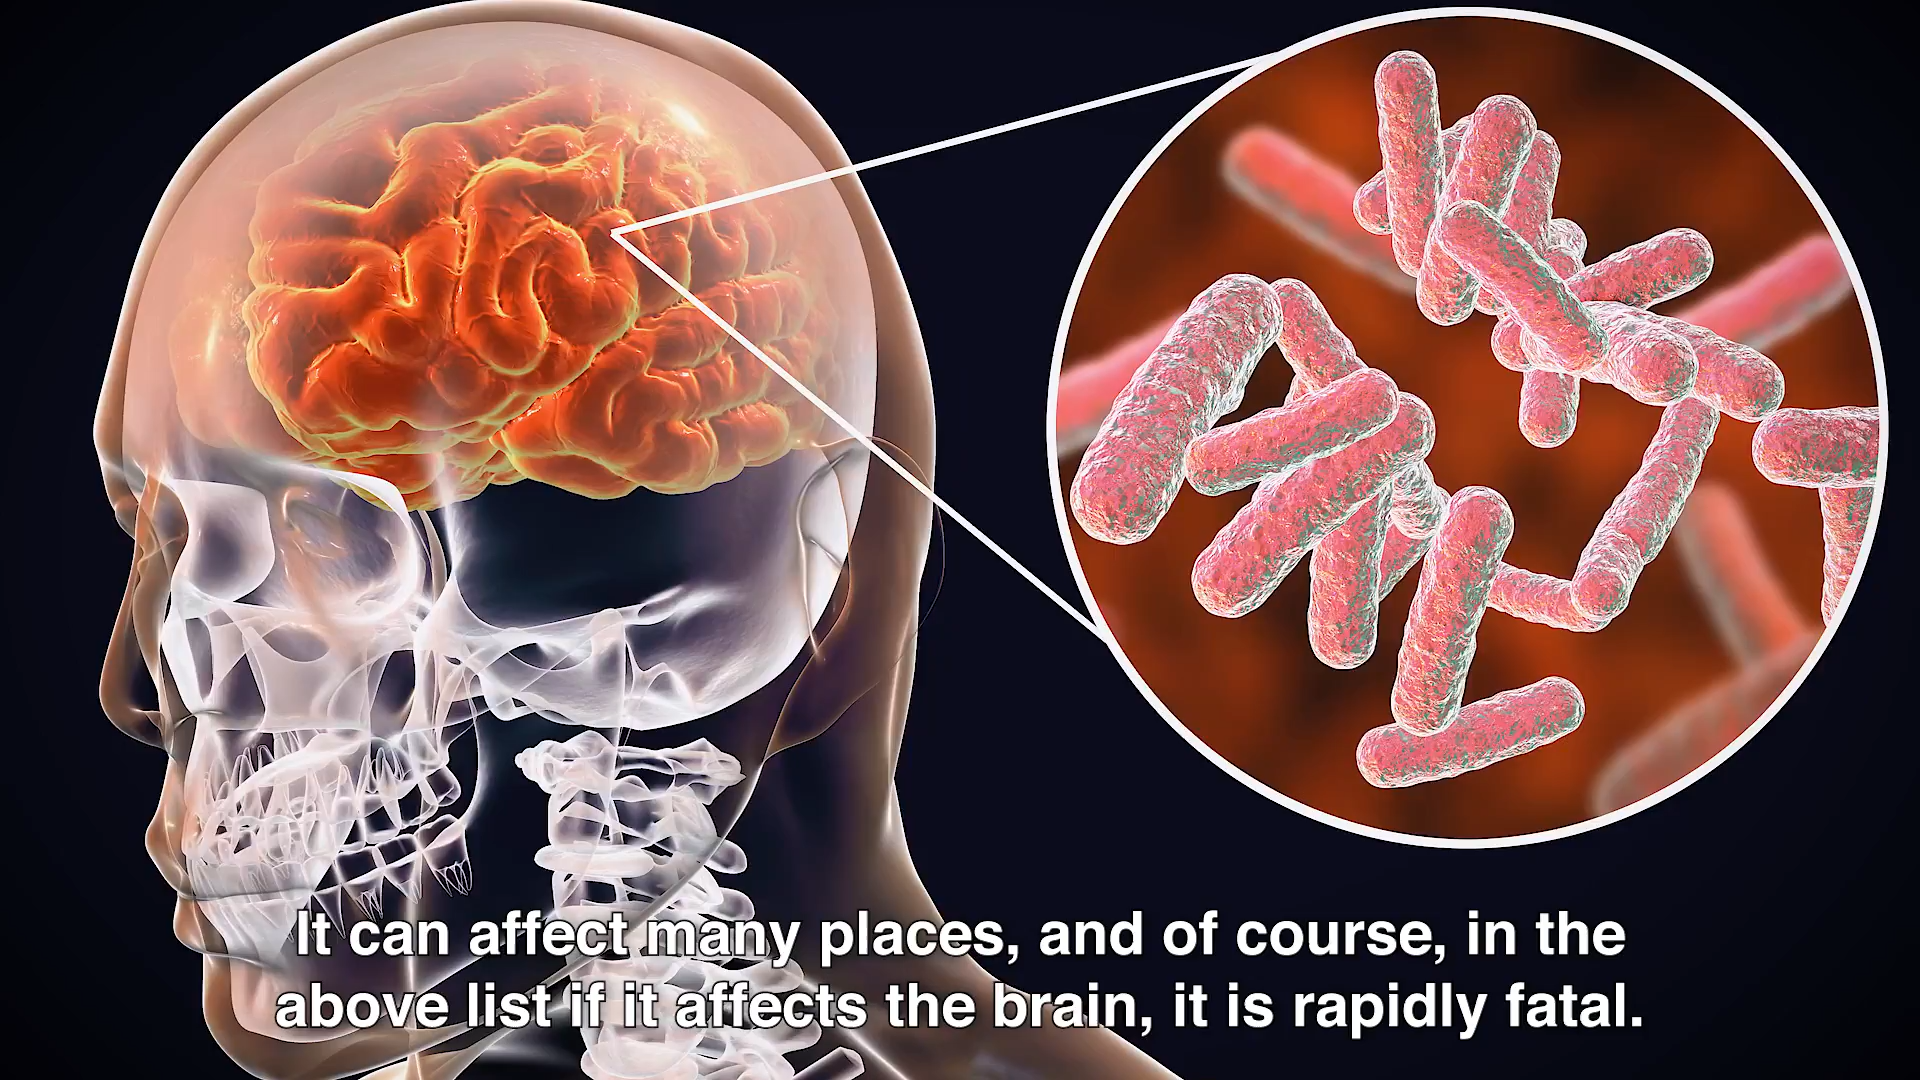 It can affect many places, and of course, in the
above list if it affects the brain, it is rapidly fatal.